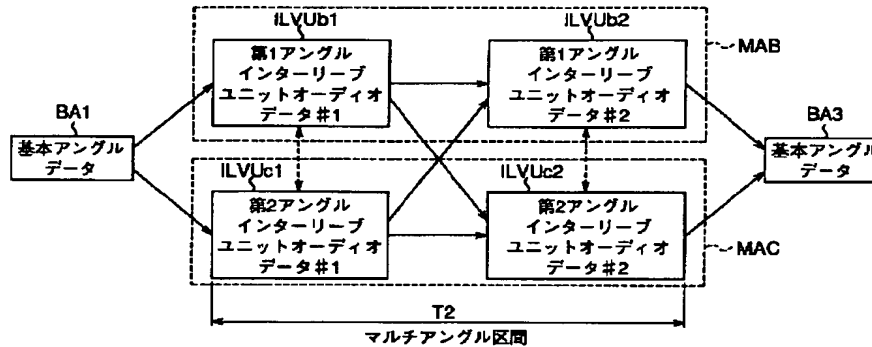 ILVUb1
ILVUb2
第1アングル
インターリーブ
ユニットオーディオ
データ#1
第1アングル
インターリーブ
ユニットオーディオ
データ#2
MAB
BA1
基本アングル
データ
BA3
基本アングル
データ
ILVUc1
ILVUc2
第2アングル
インターリーブ
ユニットオーディオ
データ#1
第2アングル
インターリーブ
ユニットオーディオ
データ#2
MAC
T2
マルチアングル区間